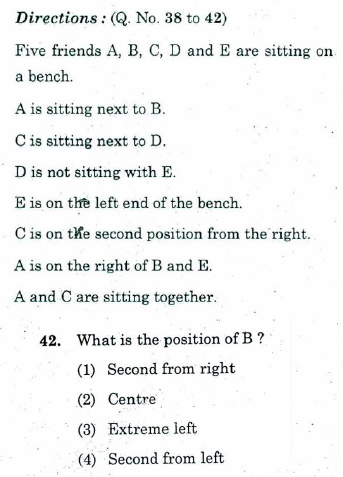 Directions : (Q. No. 38 to 42)
Five friends A, B, C, D and E are sitting on
a bench.
A is sitting next to B.
C is sitting next to D.
D is not sitting with E.
E is on the left end of the bench.
C is on the second position from the right.
A is on the right of B and E.
A and C are sitting together.
42. What is the position of B ?
(1) Second from right
(2) Centre
(3) Extreme left
(4) Second from left